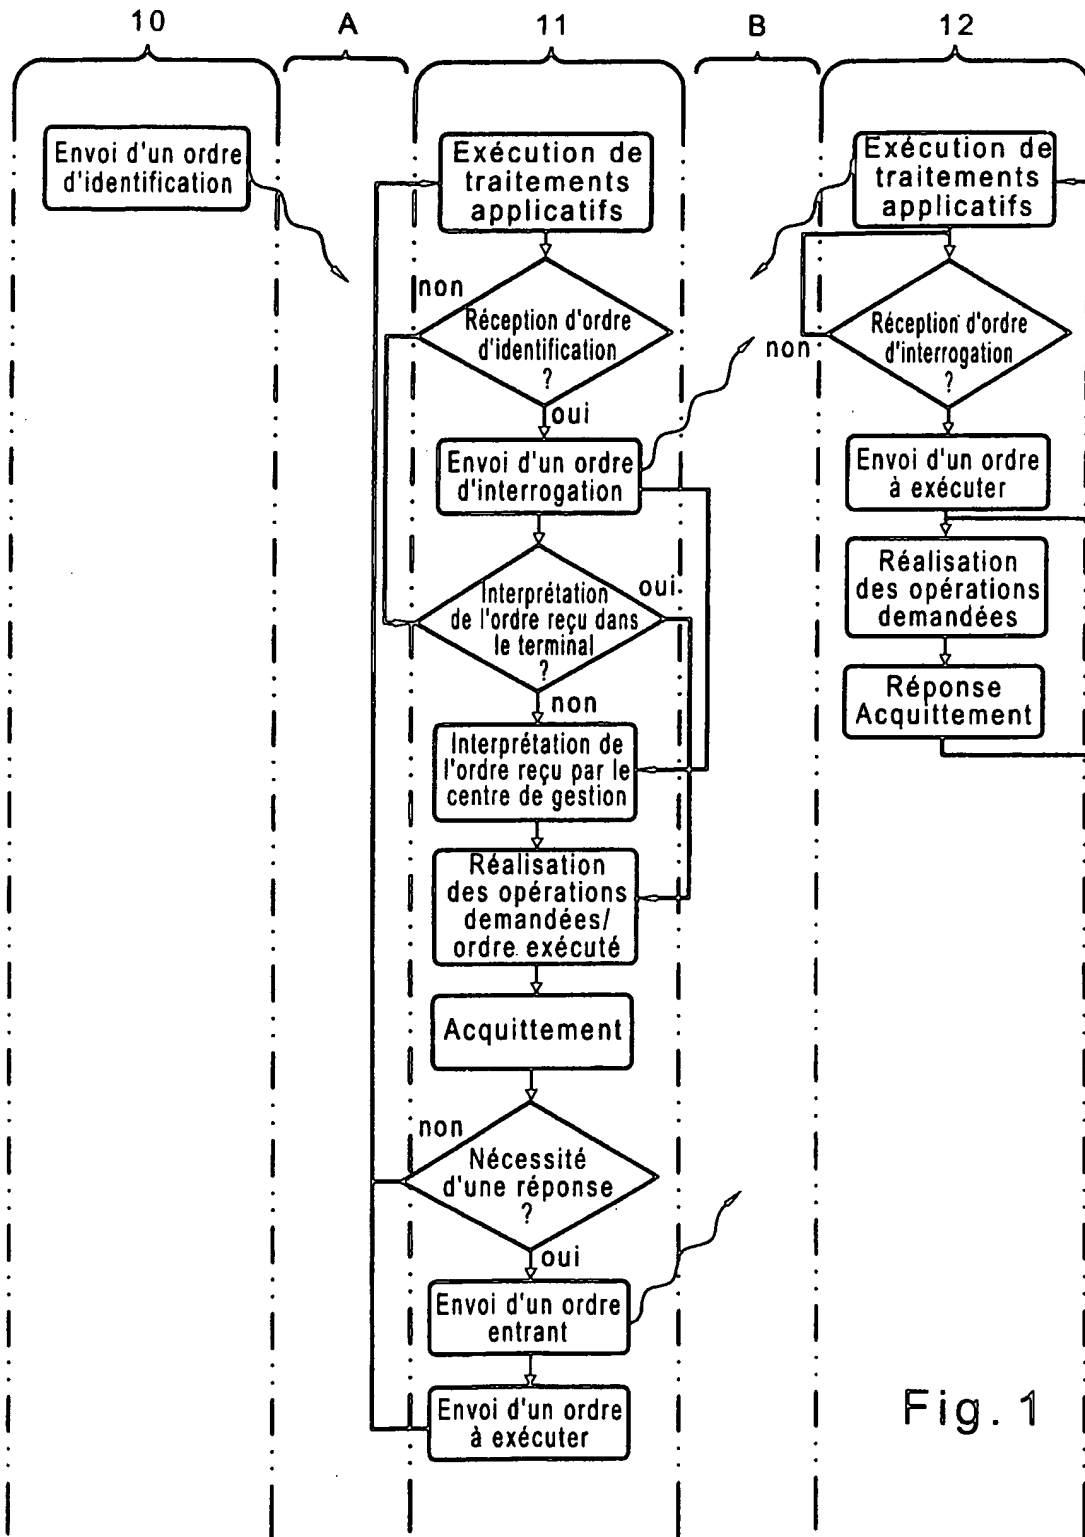 10
A
11
B
12
Envoi d'un ordre
d'identification
Exécution de
traitements
applicatifs
non
Réception d'ordre
d'identification
?
oui
Envoi d'un ordre
d'interrogation
Interprétation
de l'ordre reçu dans
le terminal
?
oui
non
Interprétation de
l'ordre reçu par le
centre de gestion
Réalisation
des opérations
demandées/
ordre exécuté
Acquittement
non
Nécessité
d'une réponse
?
oui
Envoi d'un ordre
entrant
Envoi d'un ordre
à exécuter
Exécution de
traitements
applicatifs
non
Réception d'ordre
d'interrogation
?
Envoi d'un ordre
à exécuter
Réalisation
des opérations
demandées
Réponse
Acquittement
Fig. 1